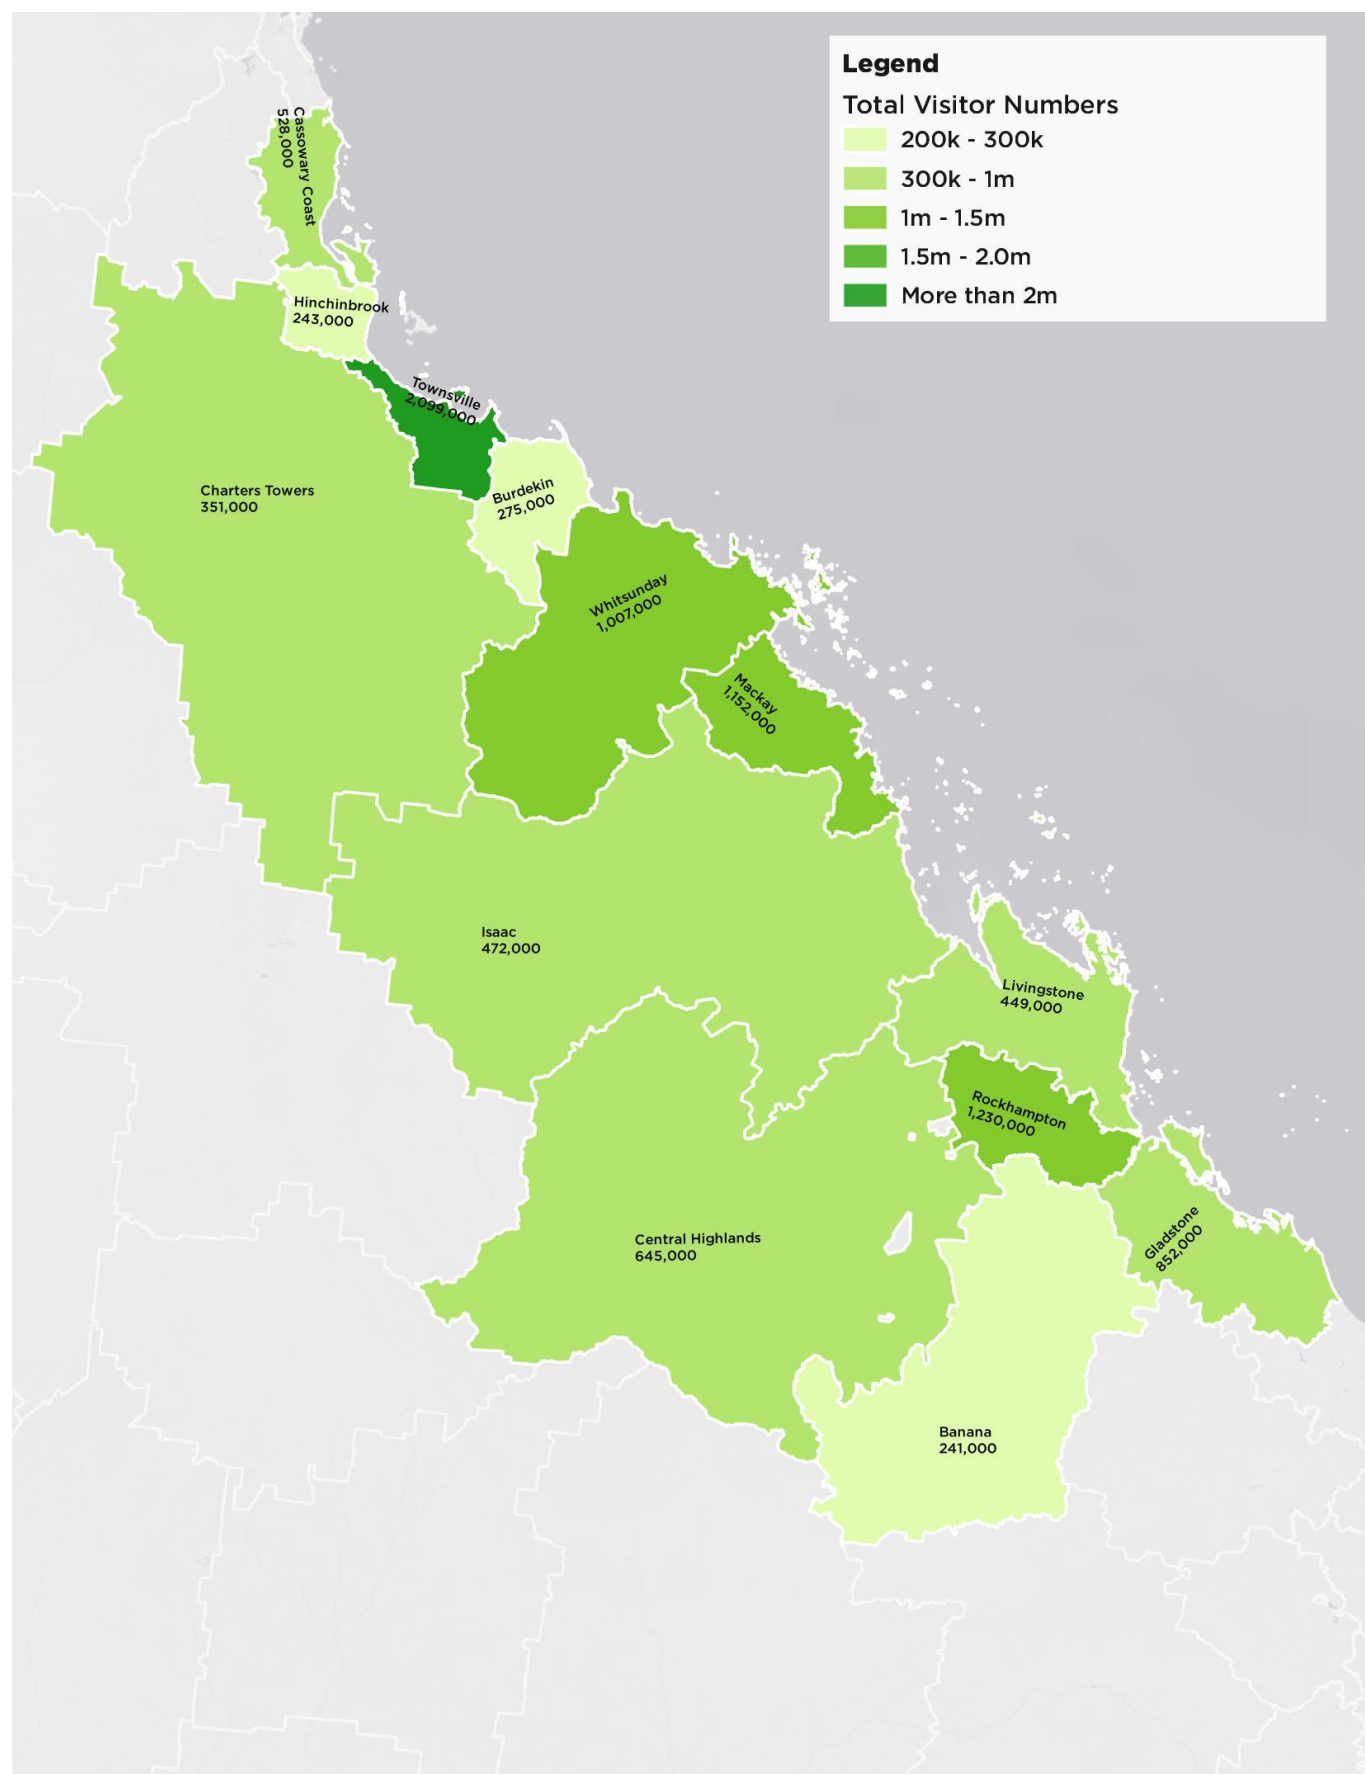 Legend
Total Visitor Numbers
200k - 300k
300k - 1m
1m - 1.5m
1.5m - 2.0m
More than 2m
Cassowary Coast
528,000
Hinchinbrook
243,000
Townsville
2,099,000
Charters Towers
351,000
Burdekin
275,000
Whitsunday
1,007,000
Mackay
1,152,000
Isaac
472,000
Livingstone
449,000
Rockhampton
1,230,000
Central Highlands
645,000
Gladstone
852,000
Banana
241,000